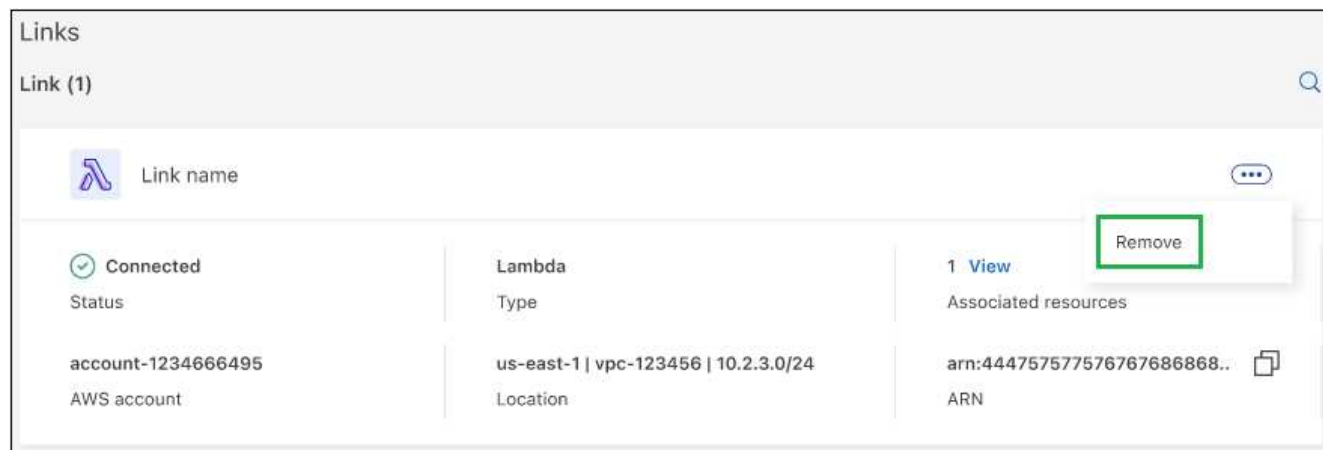 Links
Link (1)
Link name
Remove
Connected
Status
Lambda
Type
1 View
Associated resources
account-1234666495
AWS account
us-east-1 | vpc-123456 | 10.2.3.0/24
Location
arn:444757577576767686868..
ARN